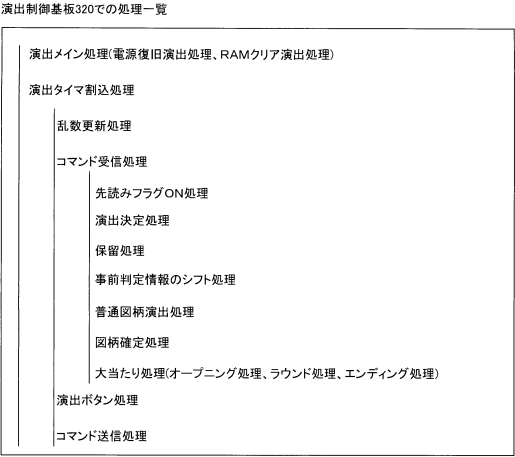 演出制御基板320での処理一覧
演出メイン処理(電源復旧演出処理、RAMクリア演出処理)
演出タイマ割込処理
乱数更新処理
コマンド受信処理
先読みフラグON処理
演出決定処理
保留処理
事前判定情報のシフト処理
普通図柄演出処理
図柄確定処理
大当たり処理(オープニング処理、ラウンド処理、エンディング処理)
演出ボタン処理
コマンド送信処理